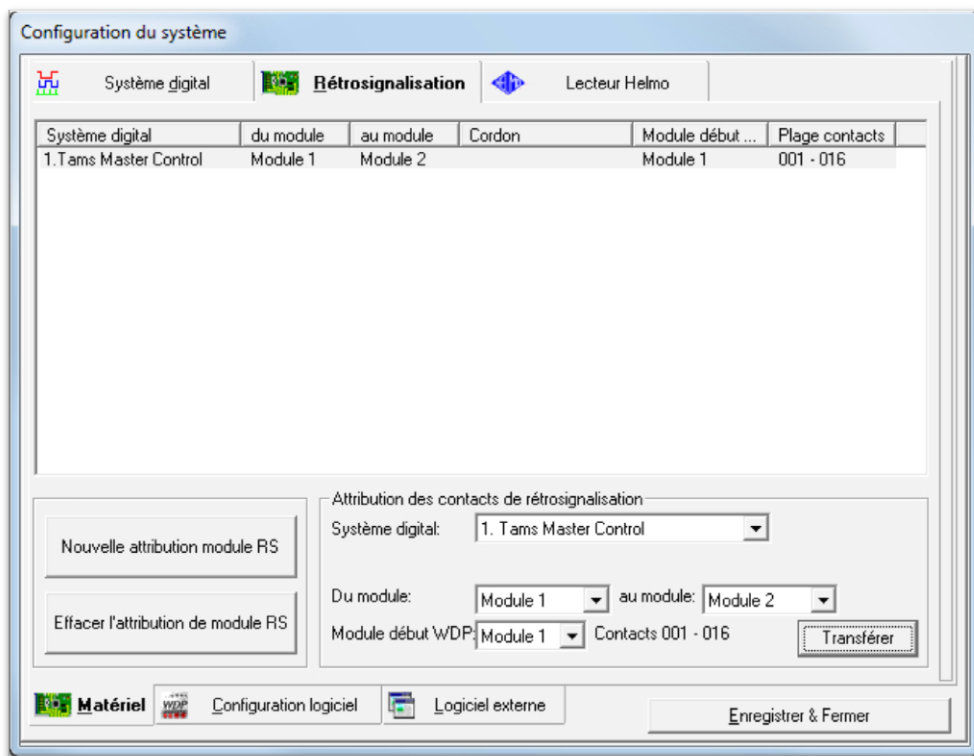 Configuration du système
Système digital Rétrosignalisation Lecteur Helmo
Système digital du module au module Cordon Module début ... Plage contacts
1.Tams Master Control Module 1 Module 2 Module 1 001 - 016
Attribution des contacts de rétrosignalisation
Nouvelle attribution module RS
Système digital: 1. Tams Master Control
Effacer l'attribution de module RS
Du module: Module 1 au module: Module 2
Module début WDP: Module 1 Contacts 001 - 016 Transférer
Matériel WDP Configuration logiciel Logiciel externe
Enregistrer & Fermer